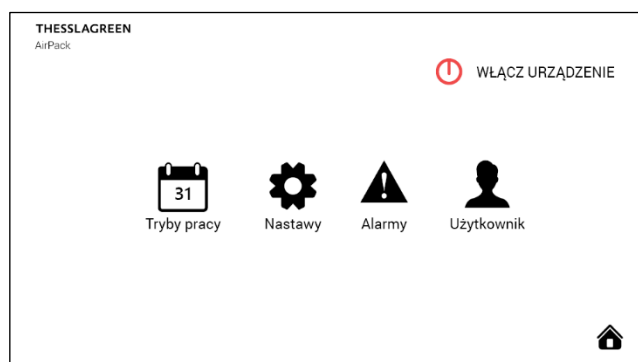 THESSLAGREEN
AirPack
WŁĄCZ URZĄDZENIE
31
Tryby pracy
Nastawy
Alarmy
Użytkownik